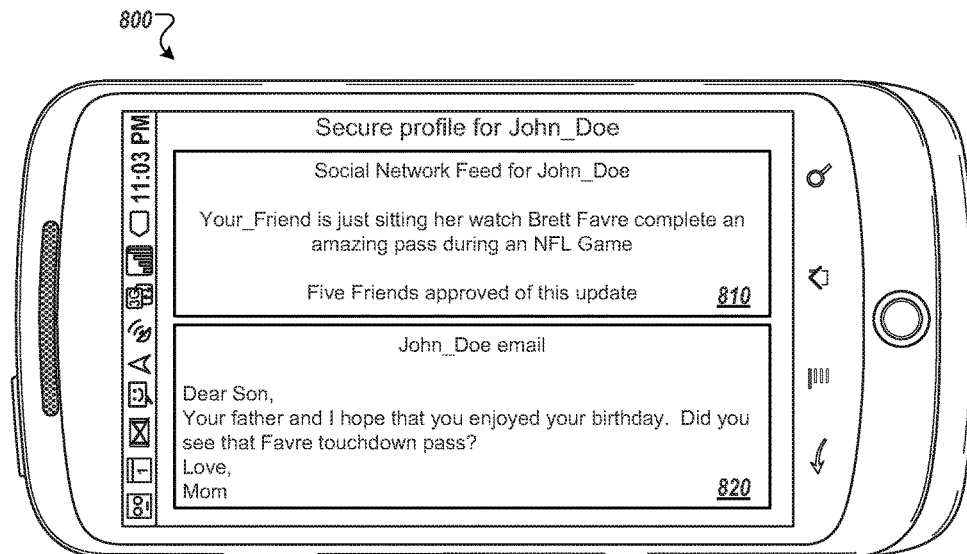 800
11:03 PM
3G
1
Secure profile for John_Doe
Social Network Feed for John_Doe
Your_Friend is just sitting her watch Brett Favre complete an
amazing pass during an NFL Game
Five Friends approved of this update
810
John_Doe email
Dear Son,
Your father and I hope that you enjoyed your birthday. Did you
see that Favre touchdown pass?
Love,
Mom
820